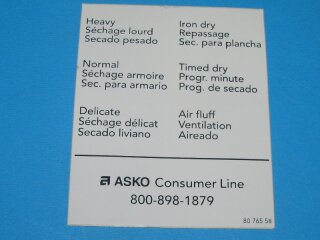 Heavy
Séchage lourd
Secado pesado
Iron dry
Repassage
Sec. para plancha
Normal
Séchage armoire
Sec. para armario
Timed dry
Progr. minute
Prog. de secado
Delicate
Séchage délicat
Secado liviano
Air fluff
Ventilation
Aireado
ASKO Consumer Line
800-898-1879
80 765 58